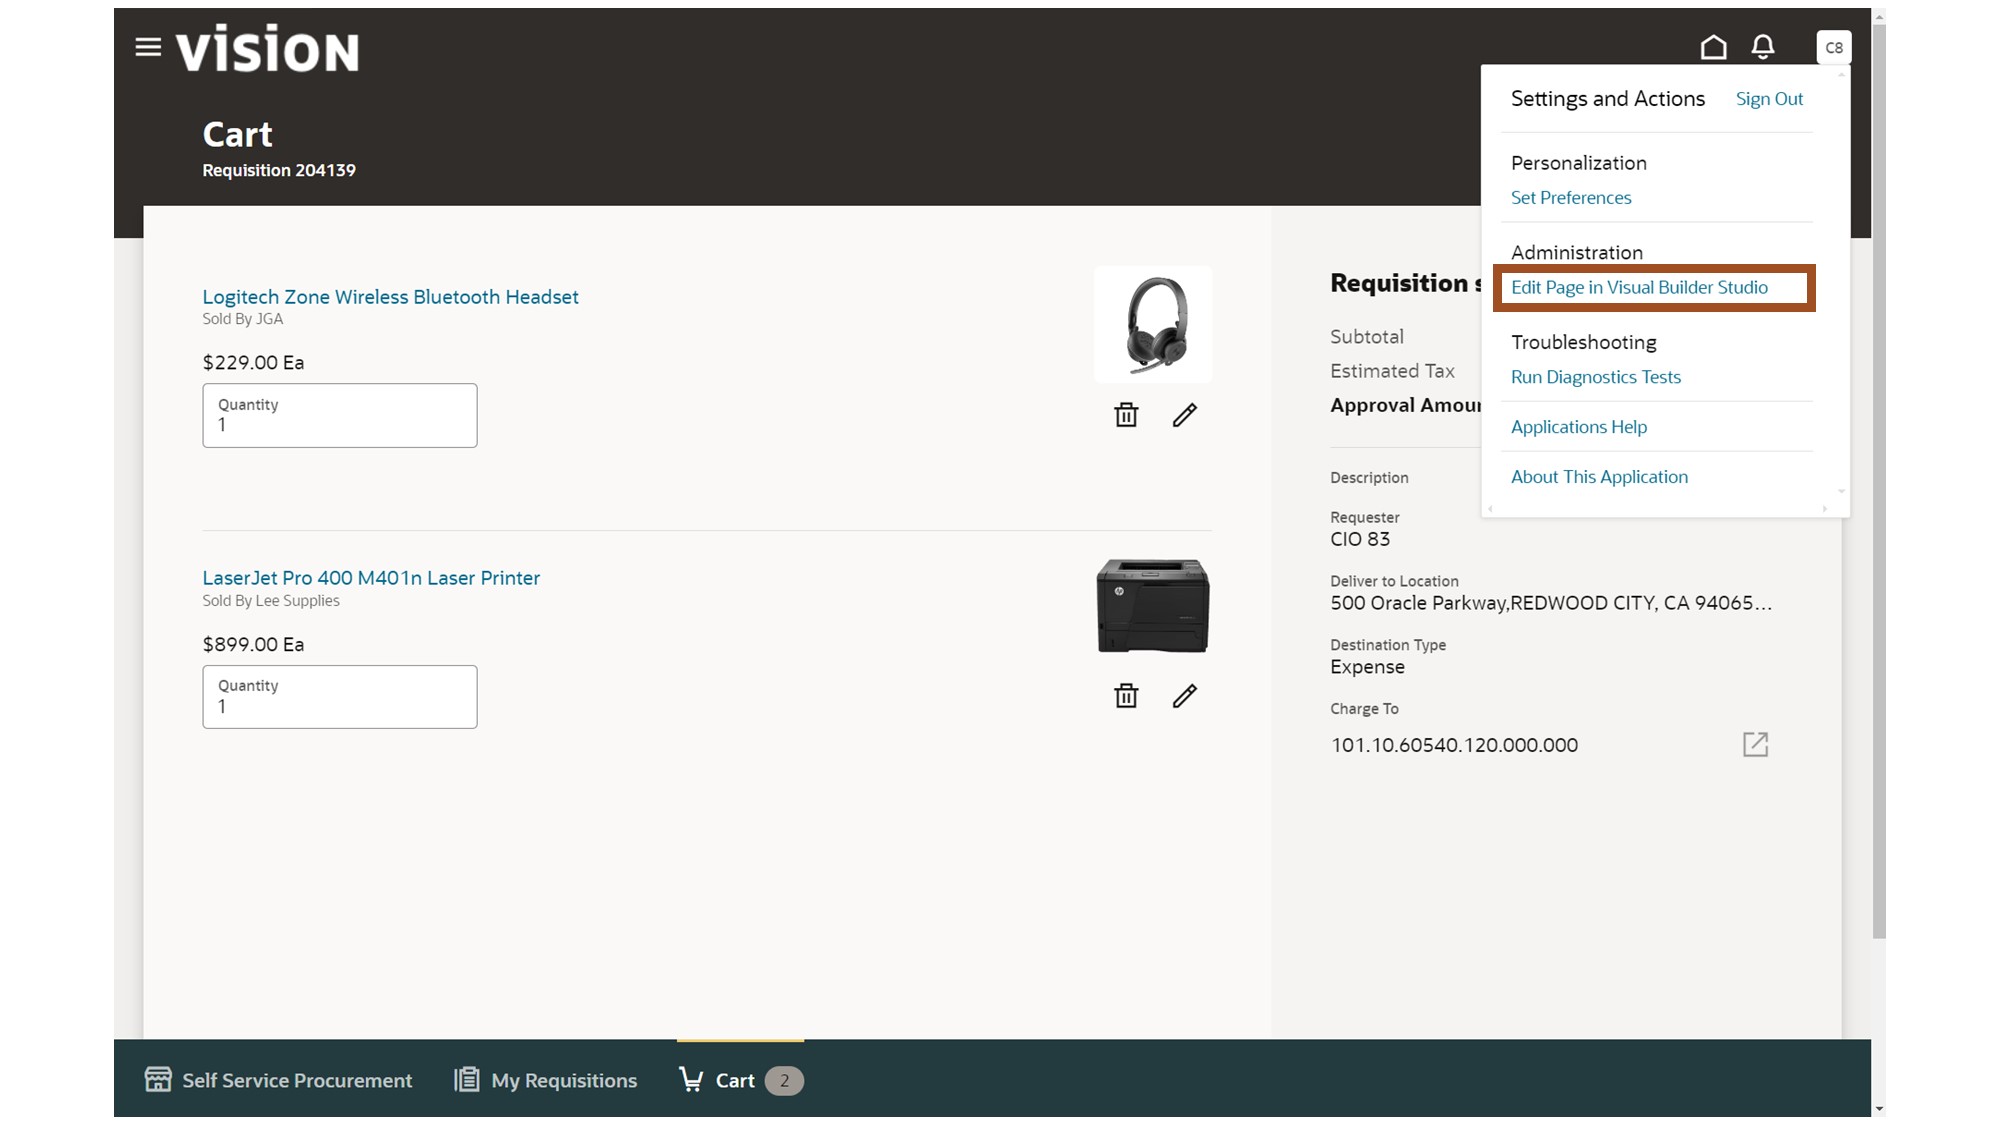 vision
C8
Cart
Requisition 204139
Settings and Actions
Sign Out
Personalization
Set Preferences
Administration
Edit Page in Visual Builder Studio
Troubleshooting
Run Diagnostics Tests
Applications Help
About This Application
Logitech Zone Wireless Bluetooth Headset
Sold By JGA
$229.00 Ea
Quantity
1
LaserJet Pro 400 M401n Laser Printer
Sold By Lee Supplies
$899.00 Ea
Quantity
1
Requisition
Subtotal
Estimated Tax
Approval
Description
Requester
CIO 83
Deliver to Location
500 Oracle Parkway,REDWOOD CITY, CA 94065...
Destination Type
Expense
Charge To
101.10.60540.120.000.000
Self Service Procurement
My Requisitions
Cart
2